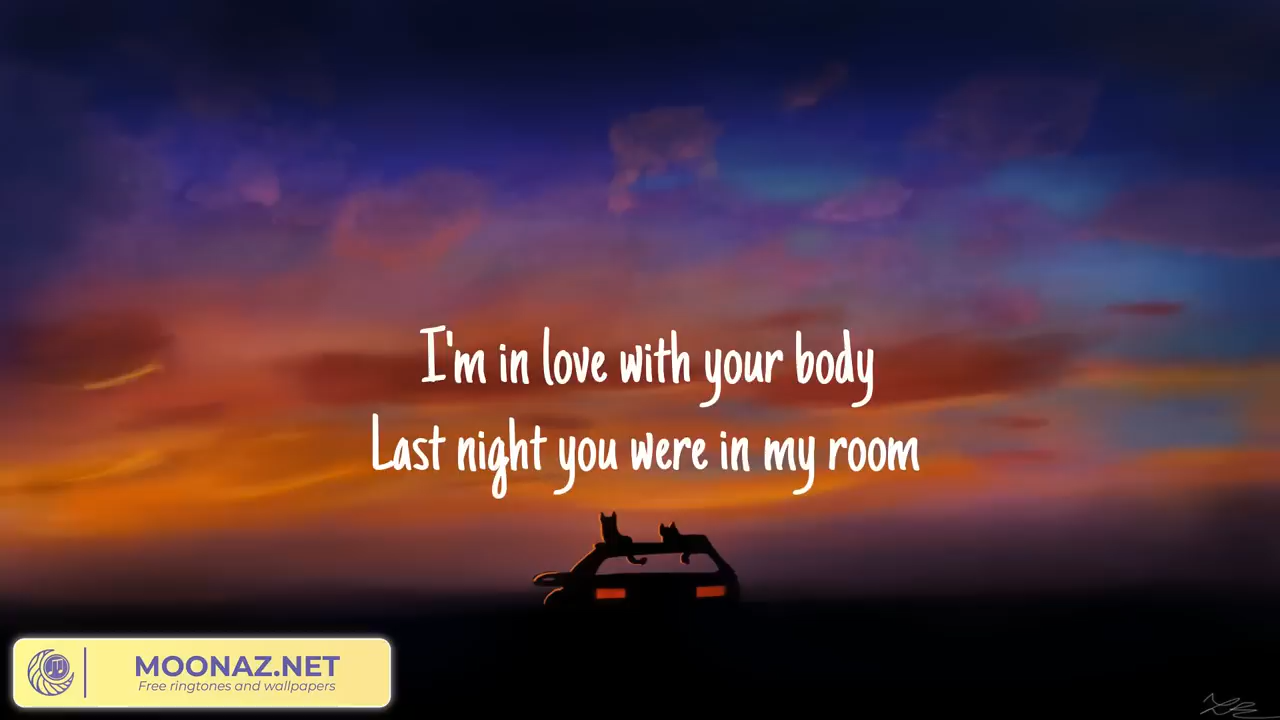 I'm in love with your body
Last night you were in my room
MOONAZ.NET
Free ringtones and wallpapers